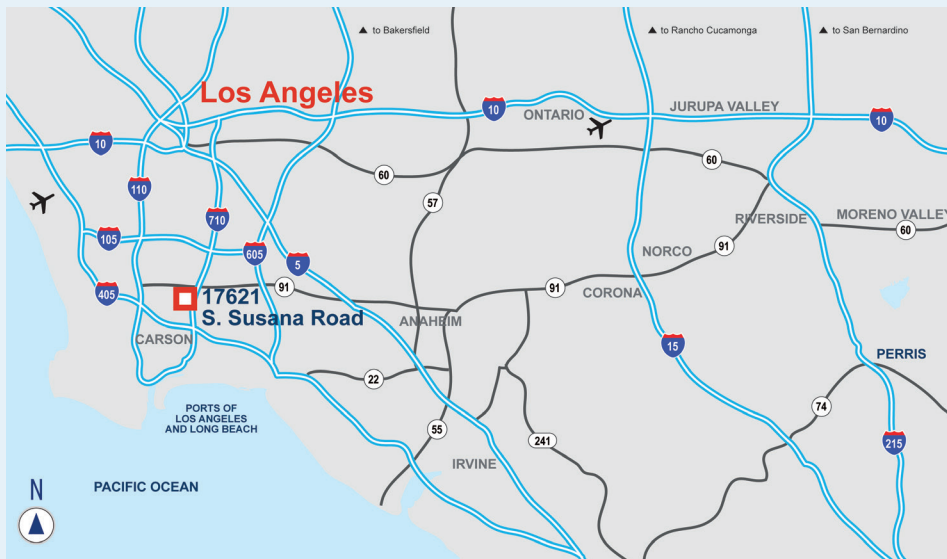 to Bakersfield
to Rancho Cucamonga
to San Bernardino
Los Angeles
10
ONTARIO
JURUPA VALLEY
10
10
60
60
110
57
710
RIVERSIDE
MORENO VALLEY
60
105
605
5
91
NORCO
405
17621
S. Susana Road
91
91
CORONA
CARSON
ANAHEIM
15
PERRIS
22
PORTS OF
LOS ANGELES
AND LONG BEACH
55
241
74
215
IRVINE
PACIFIC OCEAN
N